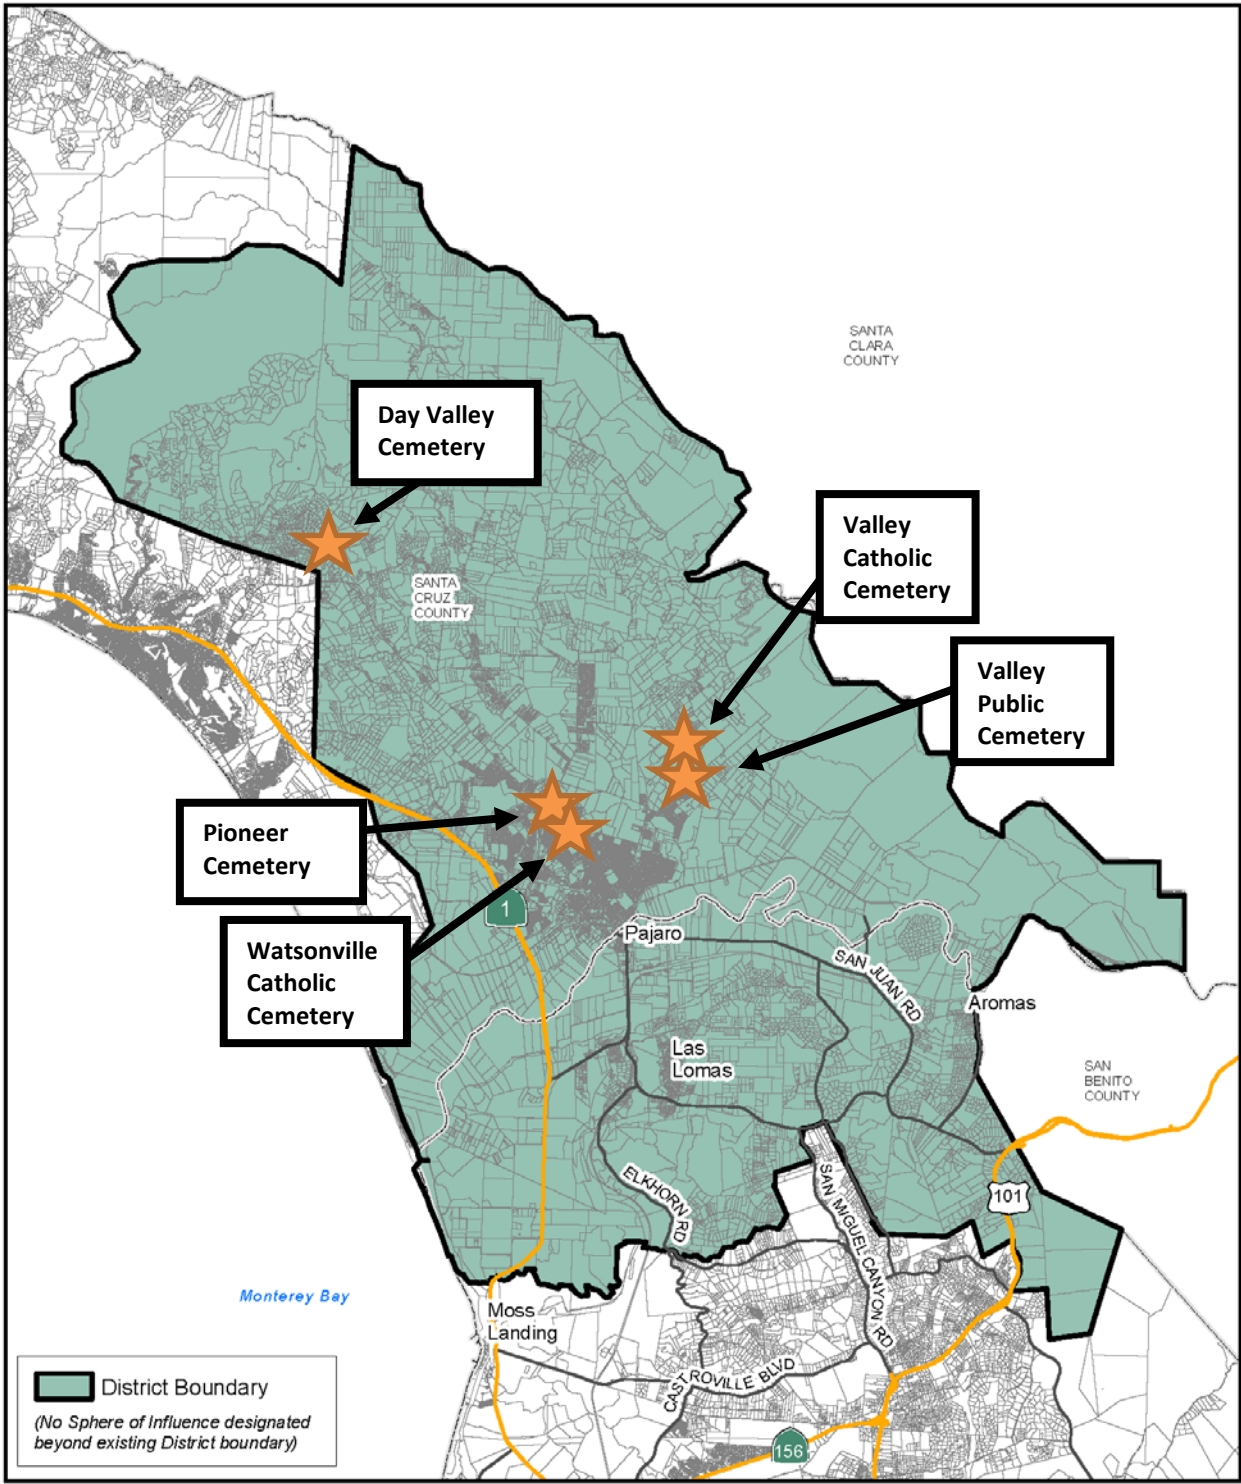 SANTA
CLARA
COUNTY
Day Valley
Cemetery
Valley
Catholic
Cemetery
SANTA
CRUZ
COUNTY
Valley
Public
Cemetery
Pioneer
Cemetery
1
Watsonville
Catholic
Cemetery
Pajaro
SAN JUAN RD
Aromas
Las
Lomas
SAN
BENITO
COUNTY
ELKHORN RD
SAN MIGUEL CANYON RD
101
Monterey Bay
Moss
Landing
CASTROVILLE BLVD
156
District Boundary
(No Sphere of Influence designated
beyond existing District boundary)